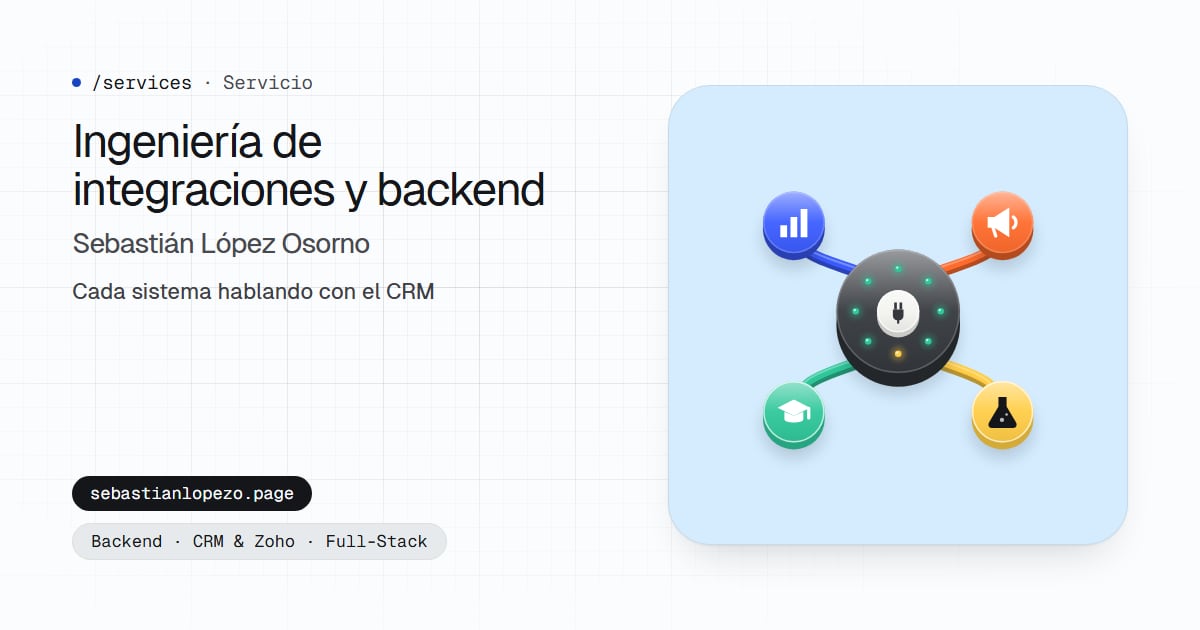 /services · Servicio
Ingeniería de
integraciones y backend
Sebastián López Osorno
Cada sistema hablando con el CRM
sebastianlopezo.page
Backend · CRM & Zoho · Full-Stack